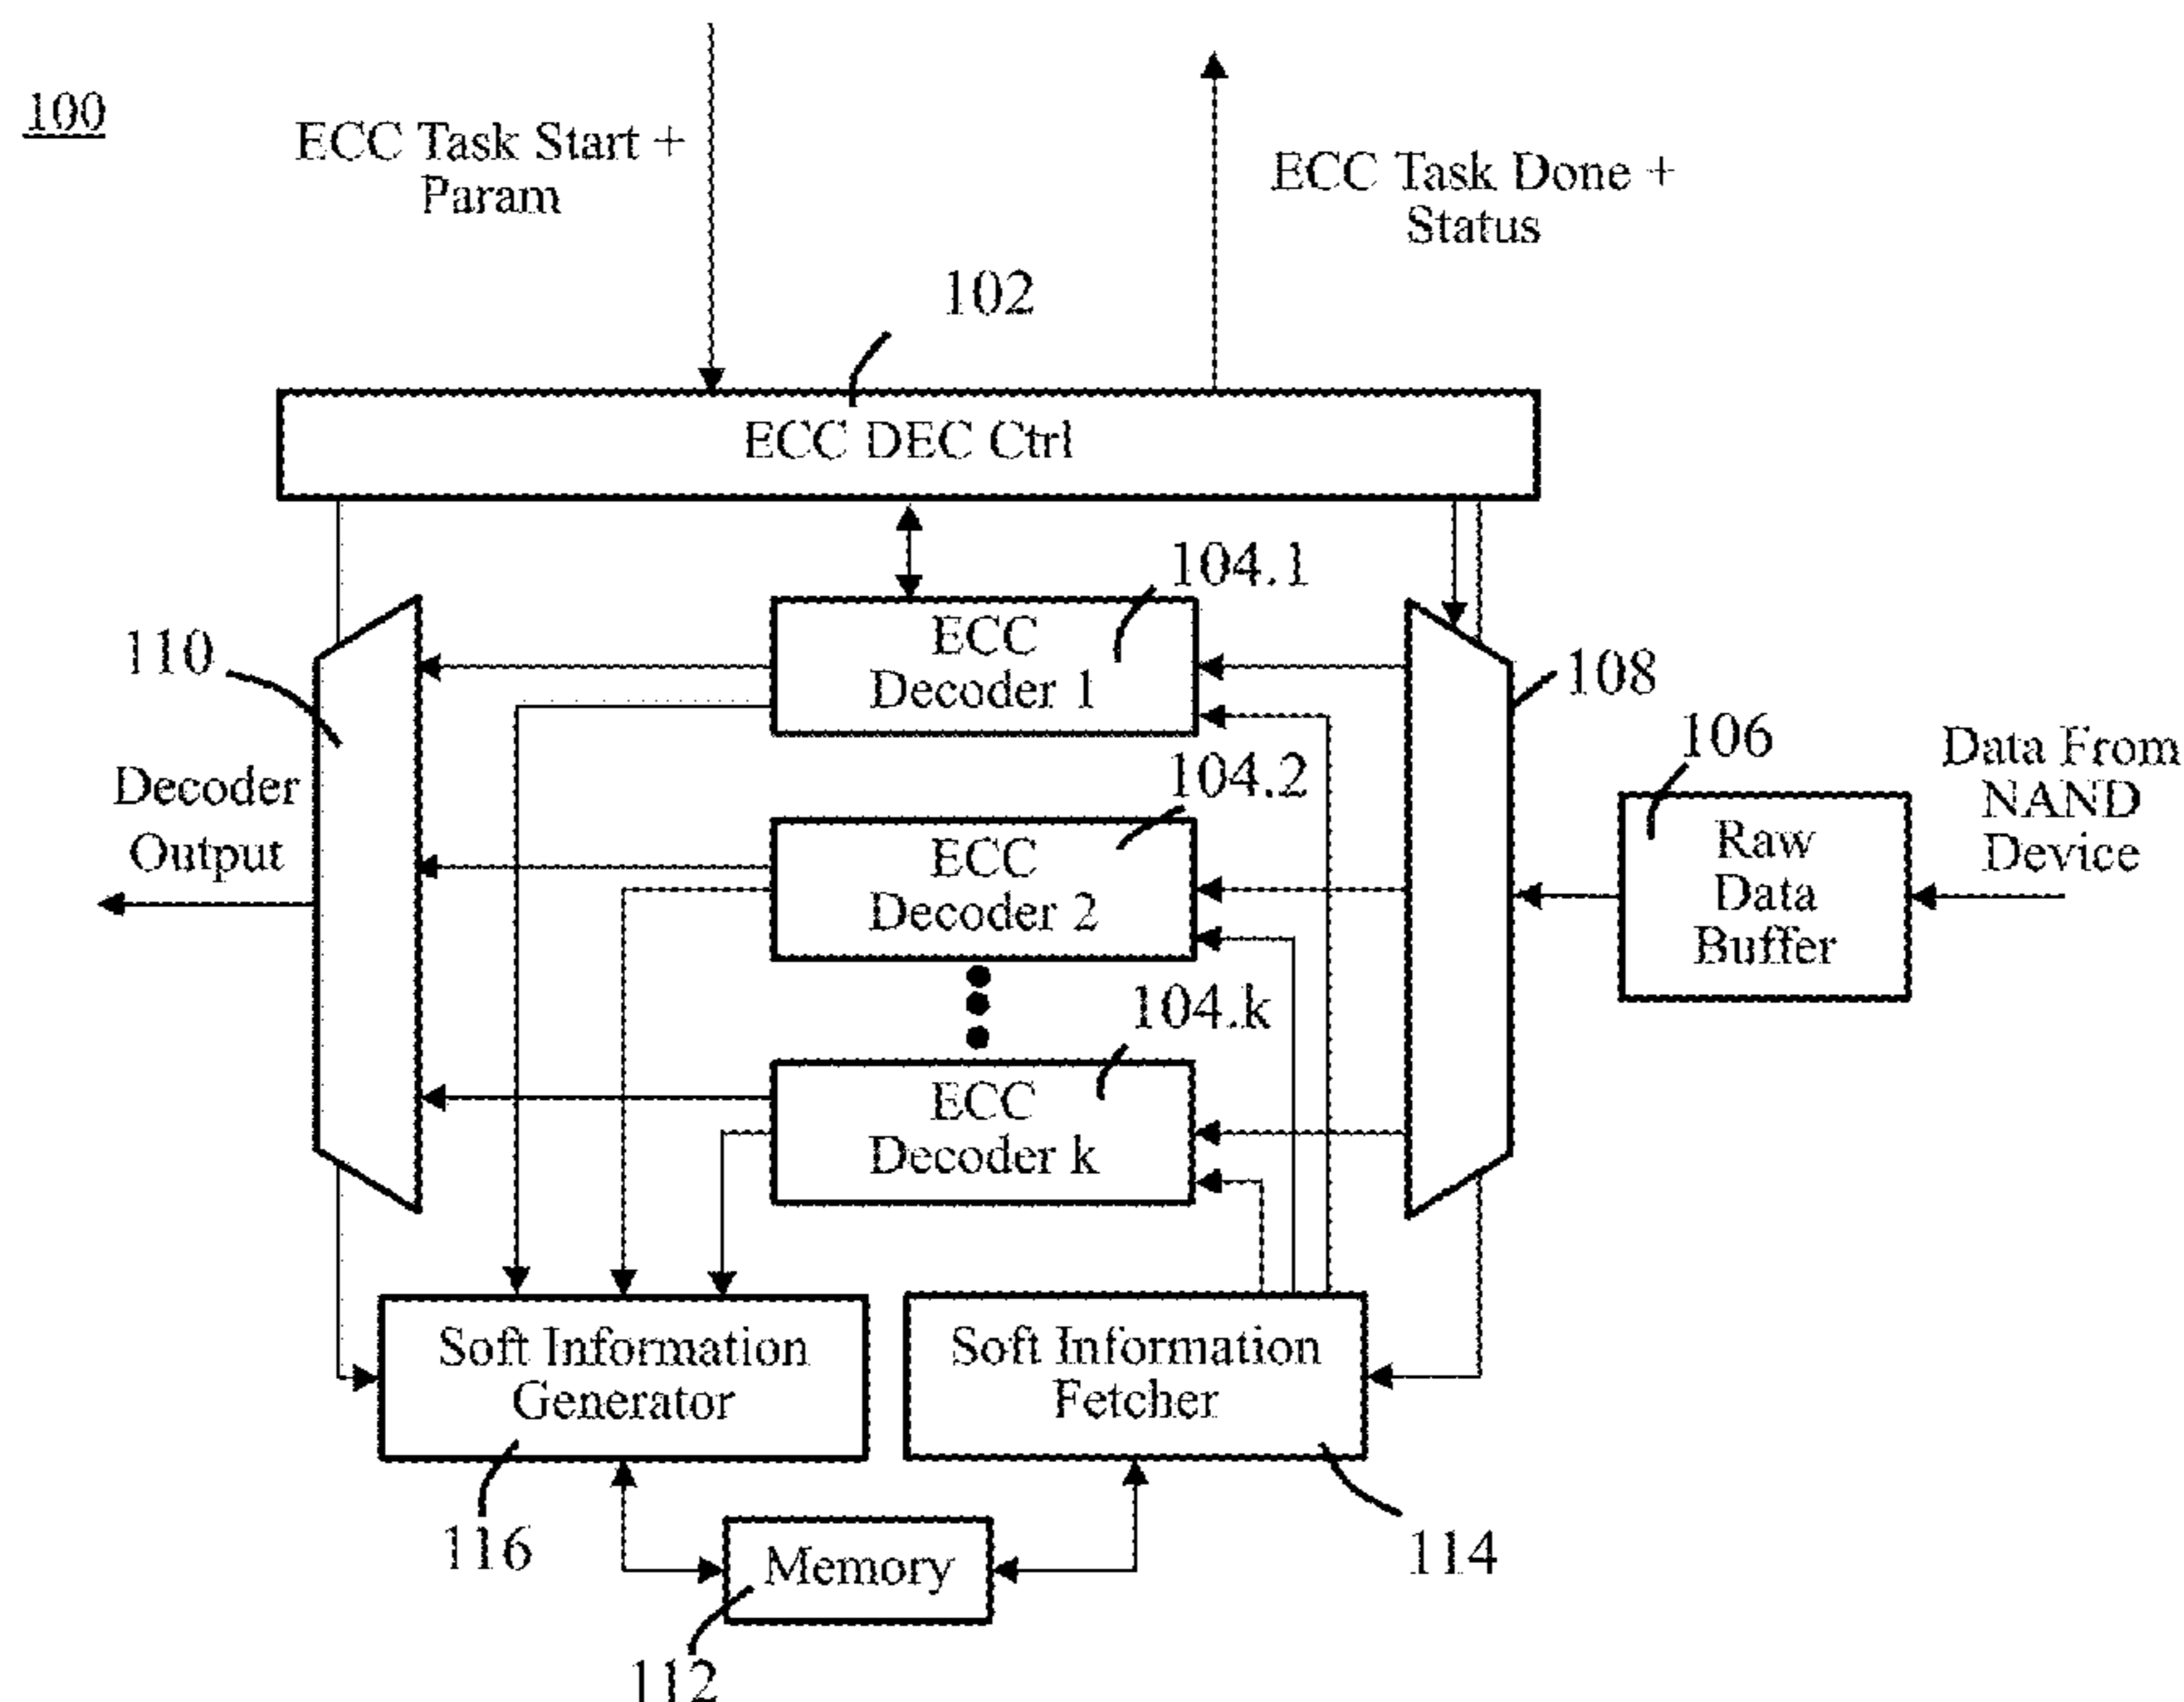 100
ECC Task Start +
Param
ECC Task Done +
Status
102
ECC DEC Ctrl
104.1
ECC
Decoder 1
110
108
104.2
106
Data From
NAND
Device
Decoder
Output
ECC
Decoder 2
Raw
Data
Buffer
104.k
ECC
Decoder k
Soft Information
Generator
Soft Information
Fetcher
116
Memory
114
112